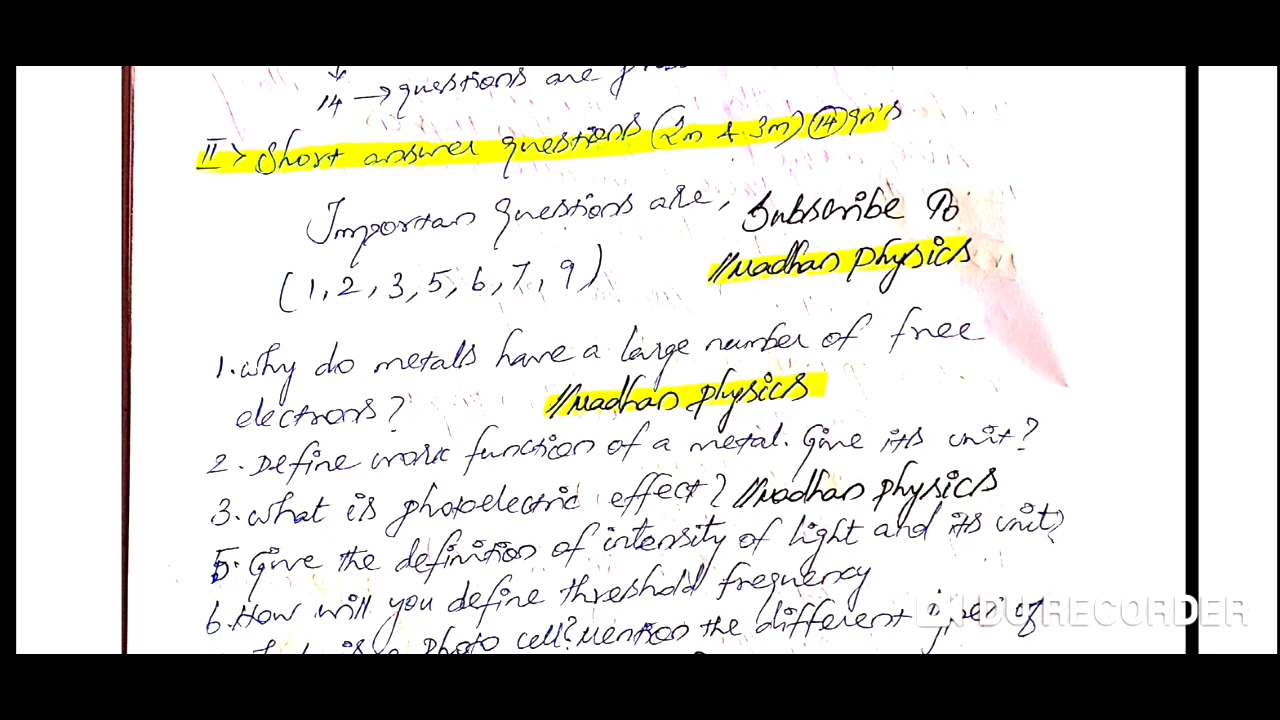 14 → questions are
II > Short answer questions (2m & 3m) (14) qn's
Importan questions are, Subscribe To
(1, 2, 3, 5, 6, 7, 9) Madhan physics
1. Why do metals have a large number of free
electrons? Madhan physics
2. Define work function of a metal. Give its unit?
3. What is photoelectric effect? Madhan physics
5. Give the definition of intensity of light and its unit?
6. How will you define threshold frequency
photo cell? Mention the different of
DU RECORDER